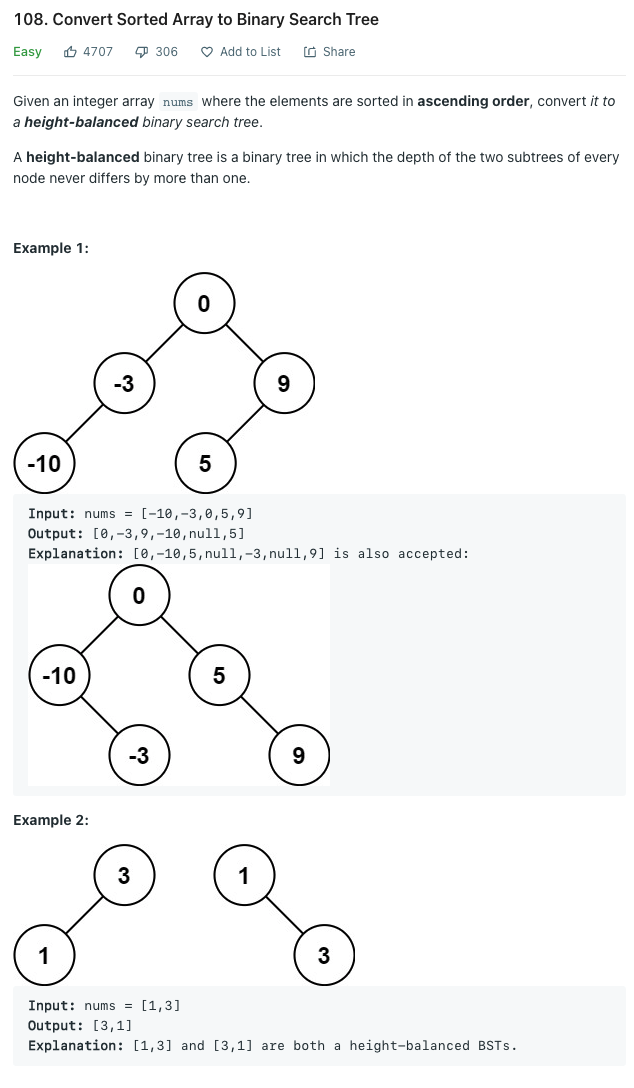 108. Convert Sorted Array to Binary Search Tree
Easy 4707 306 Add to List Share
Given an integer array nums where the elements are sorted in ascending order, convert it to
a height-balanced binary search tree.
A height-balanced binary tree is a binary tree in which the depth of the two subtrees of every
node never differs by more than one.
Example 1:
0
-3 9
-10 5
Input: nums = [-10,-3,0,5,9]
Output: [0,-3,9,-10,null,5]
Explanation: [0,-10,5,null,-3,null,9] is also accepted:
0
-10 5
-3 9
Example 2:
3 1
1 3
Input: nums = [1,3]
Output: [3,1]
Explanation: [1,3] and [3,1] are both a height-balanced BSTs.